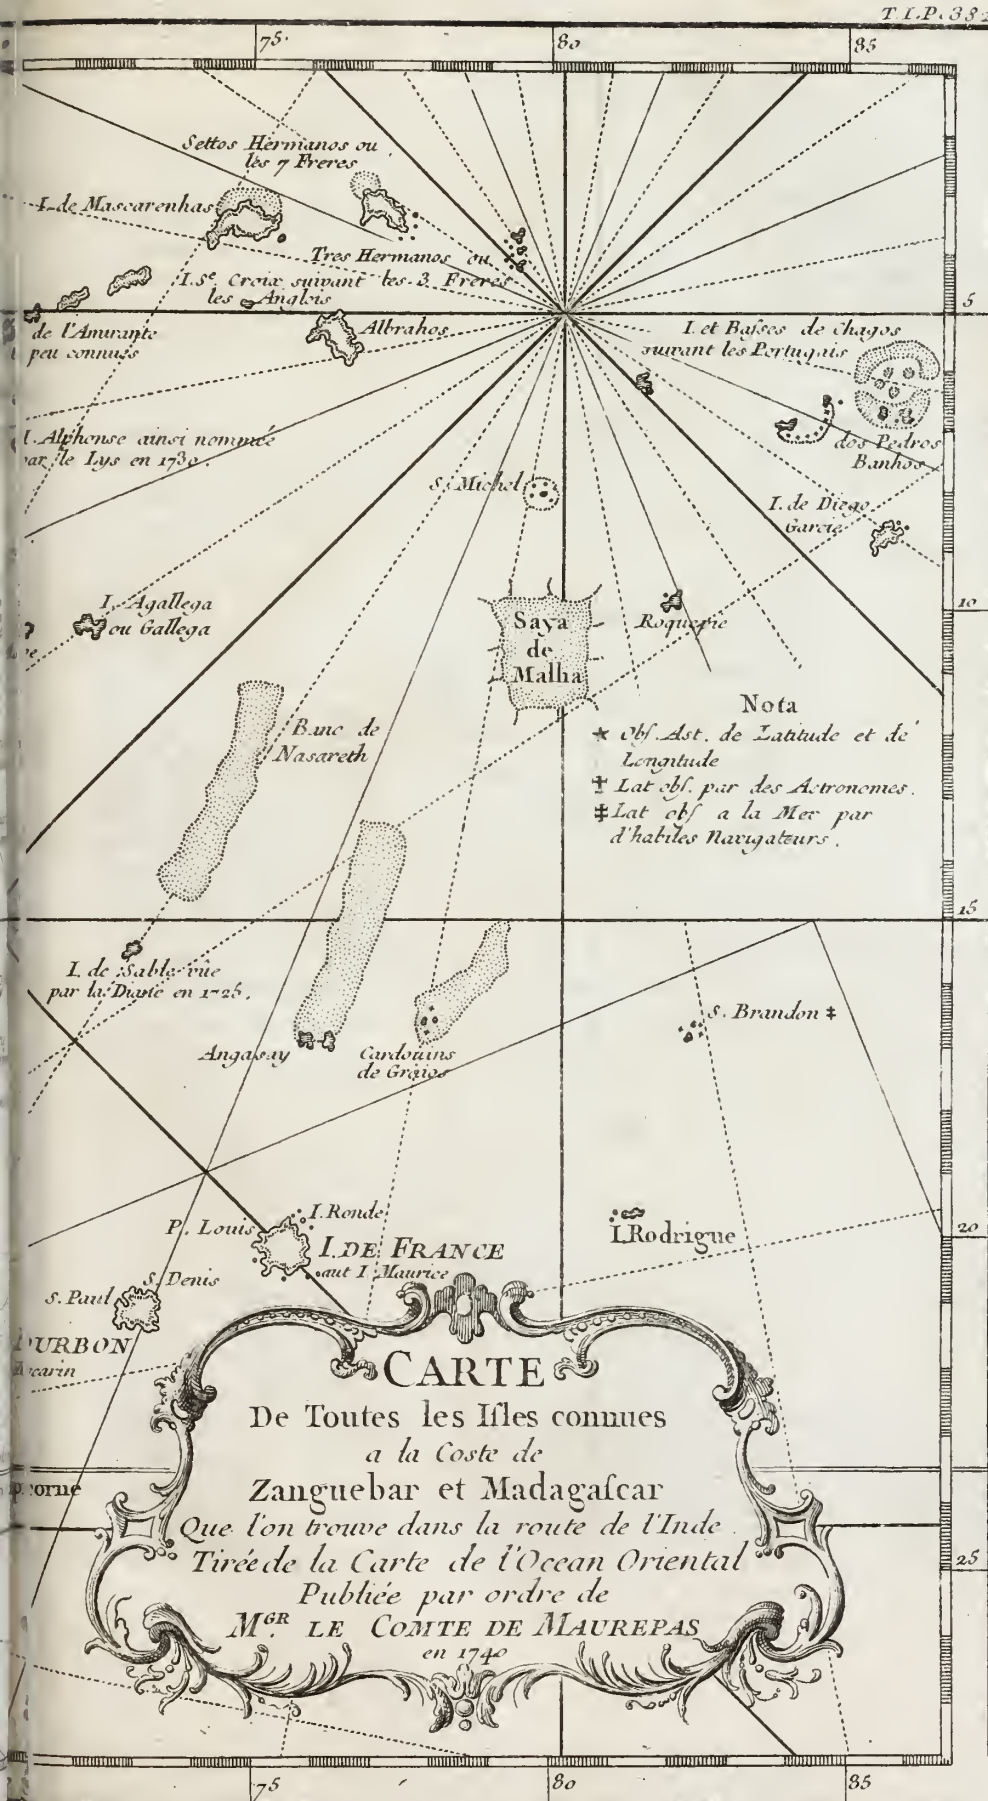 T.I.P. 38
75.
80
85
Settos Hermanos ou
les 7 Freres
I. de Mascarenhas
Tres Hermanos ou
les 3 Freres
I. Sᵉ. Croix suivant
les Anglois
5
de l'Amirante
peu connues
Albrahos
I. et Baſses de chagos
suivant les Portugais
I. Alphonse ainsi nommée
par le Lys en 1730.
dos Pedros
Banhos
S. Michel
I. de Diego
Garcie
I. Agallega
ou Gallega
10
Saya
de
Malha
Roquepie
Banc de
Nasareth
Nota
* Obſ. Ast. de Latitude et de
Longitude
† Lat obſ. par des Astronomes.
‡ Lat obſ a la Mer par
d'habiles Navigateurs.
15
I. de Sable vûe
par la Diane en
S. Brandon ‡
Angasay
Cardouins
de Graios
P. Louis
I. Ronde
I. DE FRANCE
aut I. Maurice
I. Rodrigue
20
S. Denis
S. Paul
OURBON
carin
CARTE
De Toutes les Iſles connues
a la Coste de
Zanguebar et Madagaſcar
Que l'on trouve dans la route de l'Inde.
Tirée de la Carte de l'Ocean Oriental
Publiée par ordre de
Mᴳᴿ. LE COMTE DE MAUREPAS
en 1740
corne
25
75
80
85